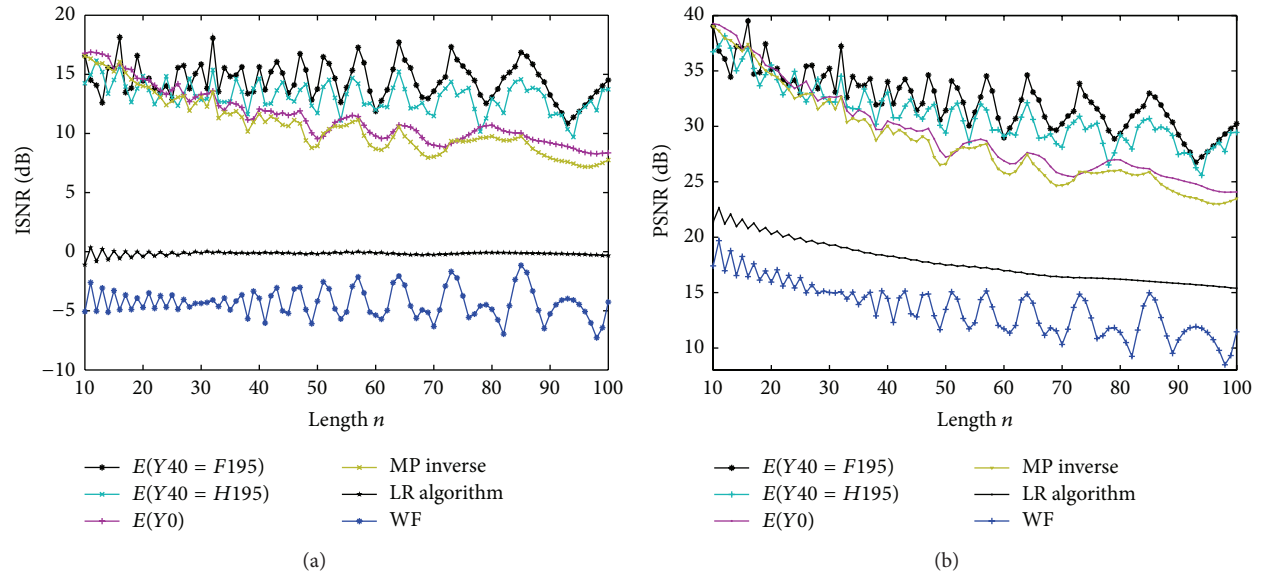 20
15
10
5
0
−5
−10
ISNR (dB)
10 20 30 40 50 60 70 80 90 100
Length n
E(Y40 = F195)
E(Y40 = H195)
E(Y0)
MP inverse
LR algorithm
WF
(a)
40
35
30
25
20
15
10
PSNR (dB)
10 20 30 40 50 60 70 80 90 100
Length n
E(Y40 = F195)
E(Y40 = H195)
E(Y0)
MP inverse
LR algorithm
WF
(b)